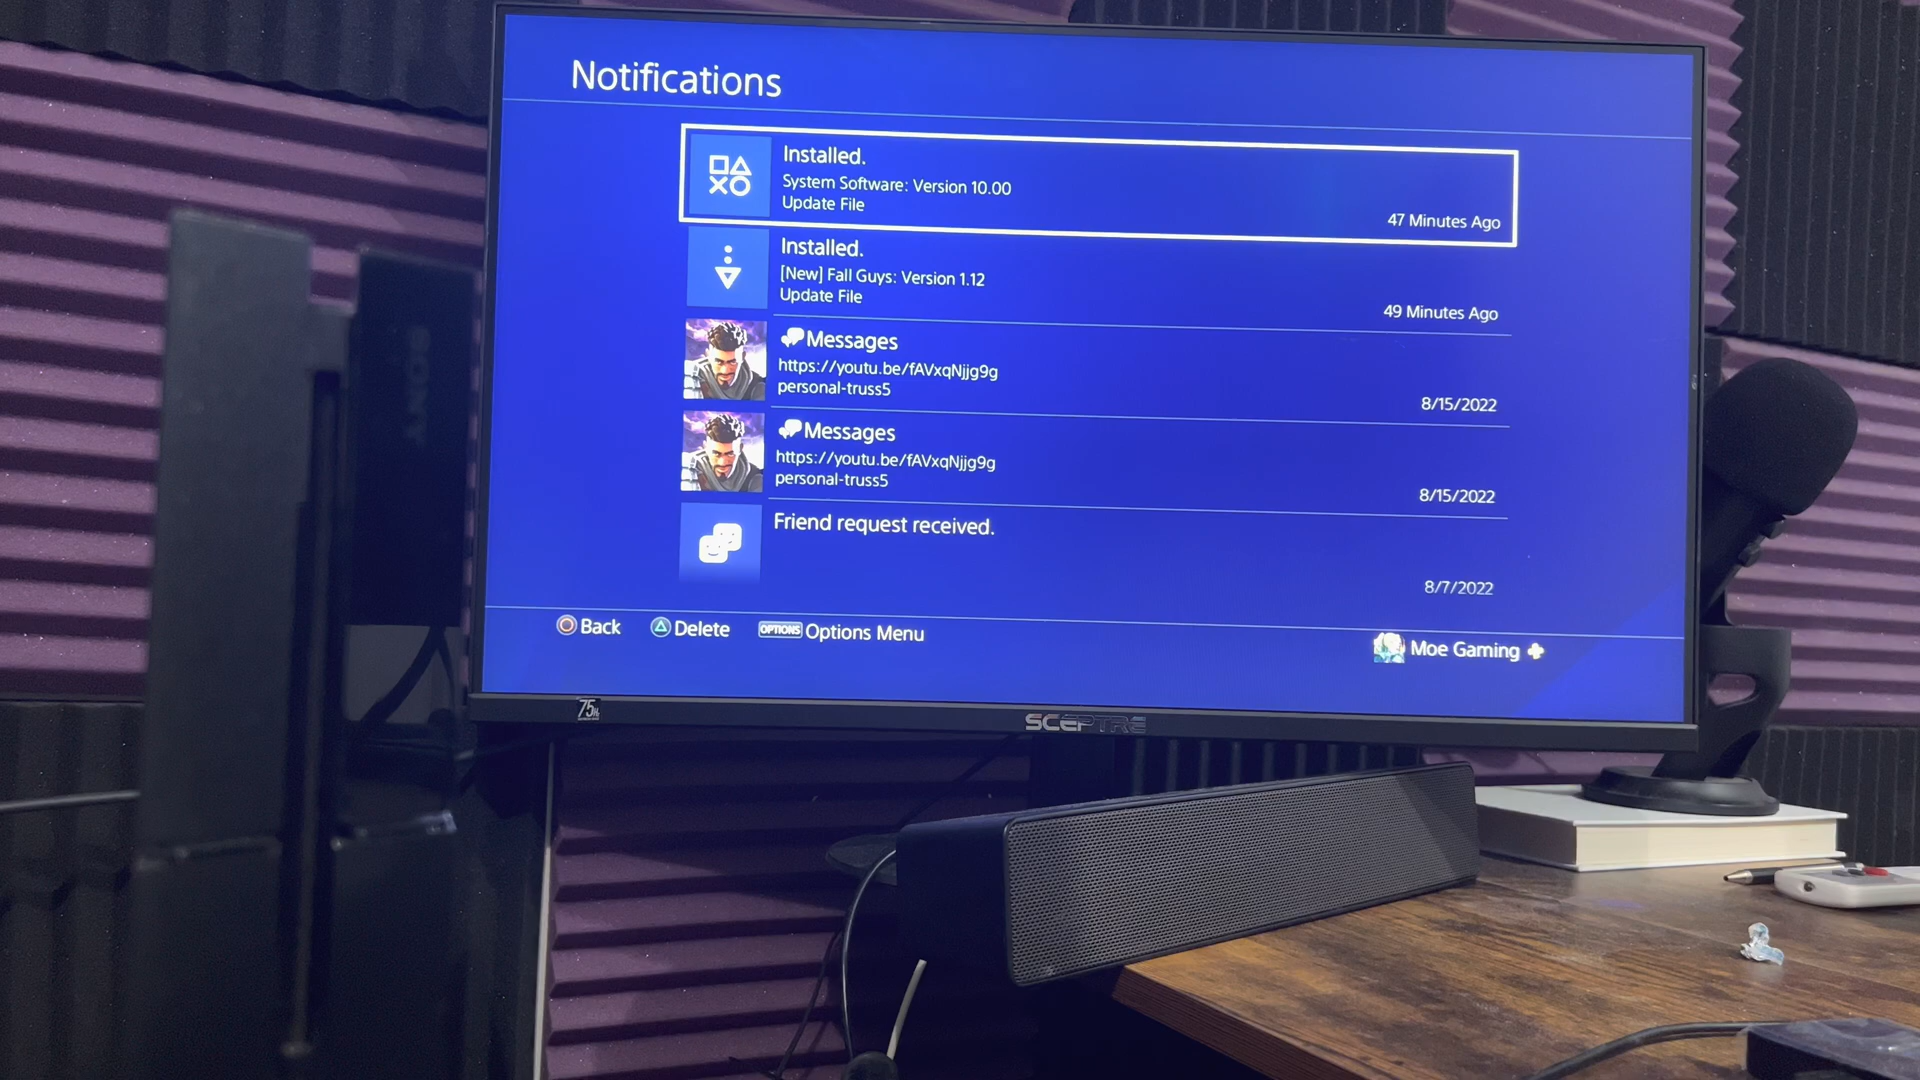 Notifications
Installed.
System Software: Version 10.00
Update File
47 Minutes Ago
Installed.
[New] Fall Guys: Version 1.12
Update File
49 Minutes Ago
Messages
https://youtu.be/fAVxqNjjg9g
personal-truss5
8/15/2022
Messages
https://youtu.be/fAVxqNjjg9g
personal-truss5
8/15/2022
Friend request received.
8/7/2022
Back
Delete
OPTIONS Options Menu
Moe Gaming
75Hz
SCEPTRE
SONY